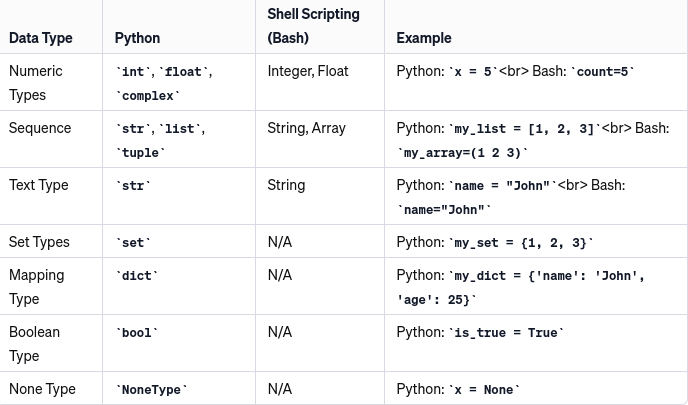 Data Type Python Shell Scripting (Bash) Example
Numeric Types `int`, `float`, `complex` Integer, Float Python: `x = 5`<br> Bash: `count=5`
Sequence `str`, `list`, `tuple` String, Array Python: `my_list = [1, 2, 3]`<br> Bash: `my_array=(1 2 3)`
Text Type `str` String Python: `name = "John"`<br> Bash: `name="John"`
Set Types `set` N/A Python: `my_set = {1, 2, 3}`
Mapping Type `dict` N/A Python: `my_dict = {'name': 'John', 'age': 25}`
Boolean Type `bool` N/A Python: `is_true = True`
None Type `NoneType` N/A Python: `x = None`